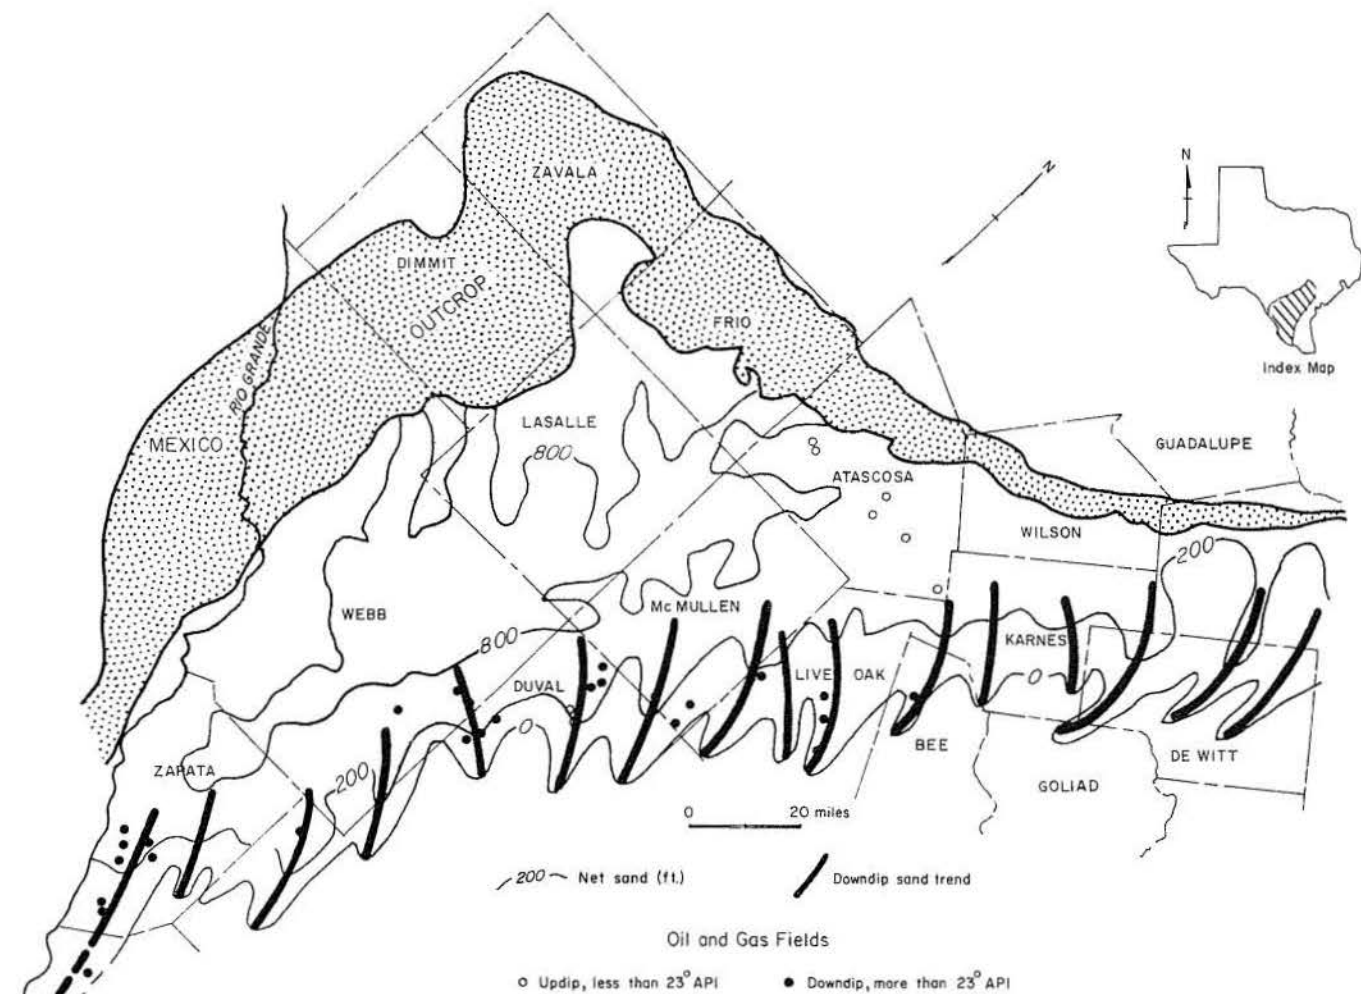 ZAVALA
N
N
DIMMIT
OUTCROP
RIO GRANDE
FRIO
Index Map
MEXICO
LASALLE
800
GUADALUPE
ATASCOSA
WILSON
200
WEBB
Mc MULLEN
800
KARNES
DUVAL
LIVE OAK
0
0
BEE
DE WITT
ZAPATA
200
GOLIAD
0 20 miles
200 Net sand (ft.)
Downdip sand trend
Oil and Gas Fields
Updip, less than 23° API
Downdip, more than 23° API